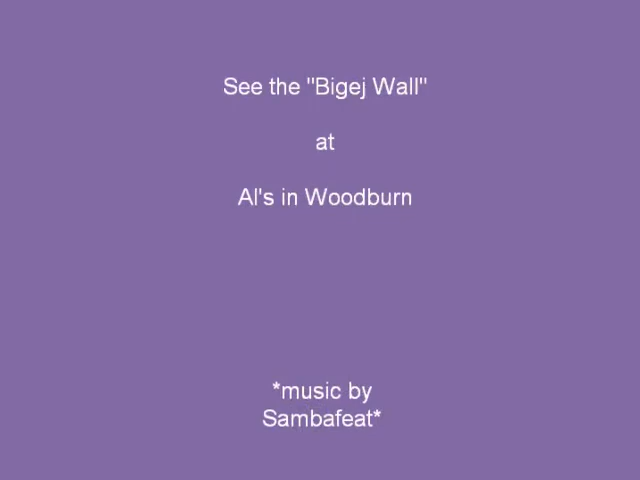 See the "Bigej Wall"
at
Al's in Woodburn
*music by
Sambafeat*